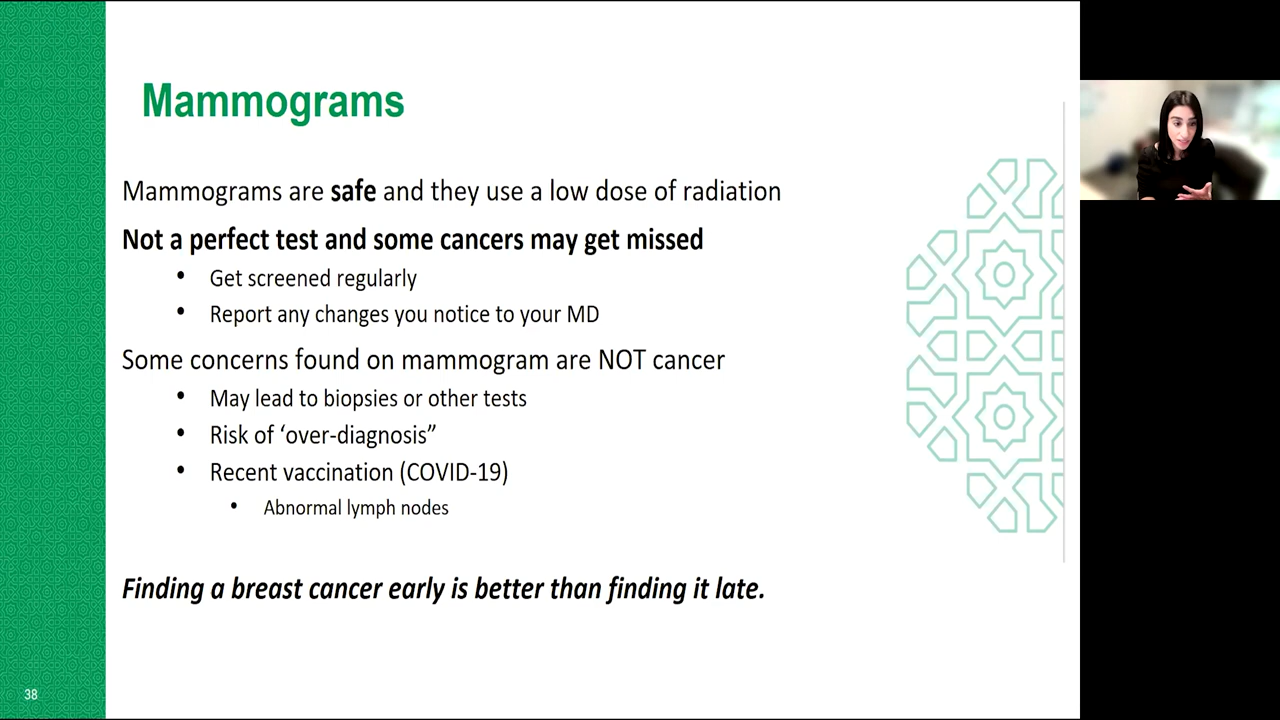 Mammograms
Mammograms are safe and they use a low dose of radiation
Not a perfect test and some cancers may get missed
• Get screened regularly
• Report any changes you notice to your MD
Some concerns found on mammogram are NOT cancer
• May lead to biopsies or other tests
• Risk of ‘over-diagnosis”
• Recent vaccination (COVID-19)
• Abnormal lymph nodes
Finding a breast cancer early is better than finding it late.
38